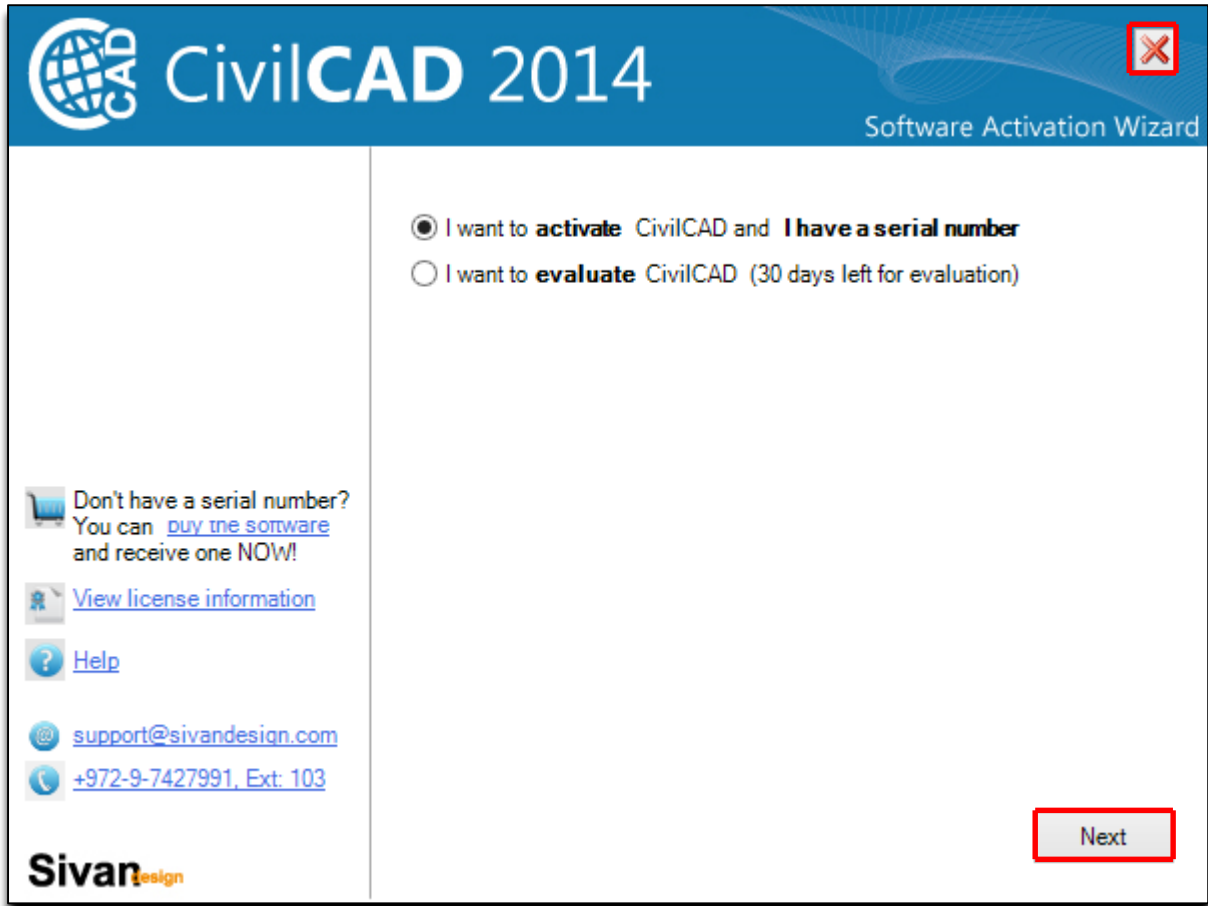 CAD
CivilCAD 2014
Software Activation Wizard
I want to activate CivilCAD and I have a serial number
I want to evaluate CivilCAD (30 days left for evaluation)
Don't have a serial number?
You can buy the software
and receive one NOW!
View license information
Help
support@sivandesign.com
+972-9-7427991, Ext: 103
Next
Sivan design